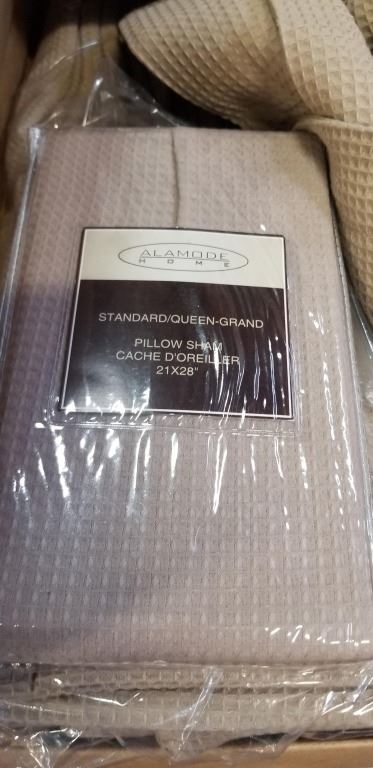 ALAMODE
HOME
STANDARD/QUEEN-GRAND
PILLOW SHAM
CACHE D'OREILLER
21X28"